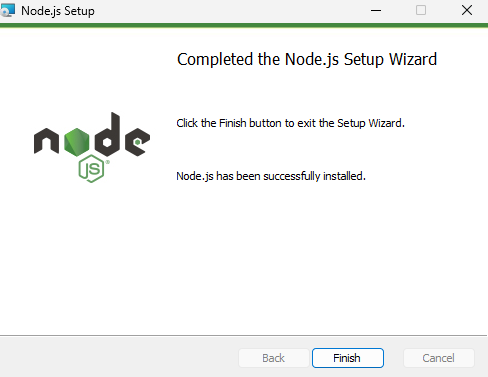 Node.js Setup
Completed the Node.js Setup Wizard
Click the Finish button to exit the Setup Wizard.
node
JS®
Node.js has been successfully installed.
Back
Finish
Cancel